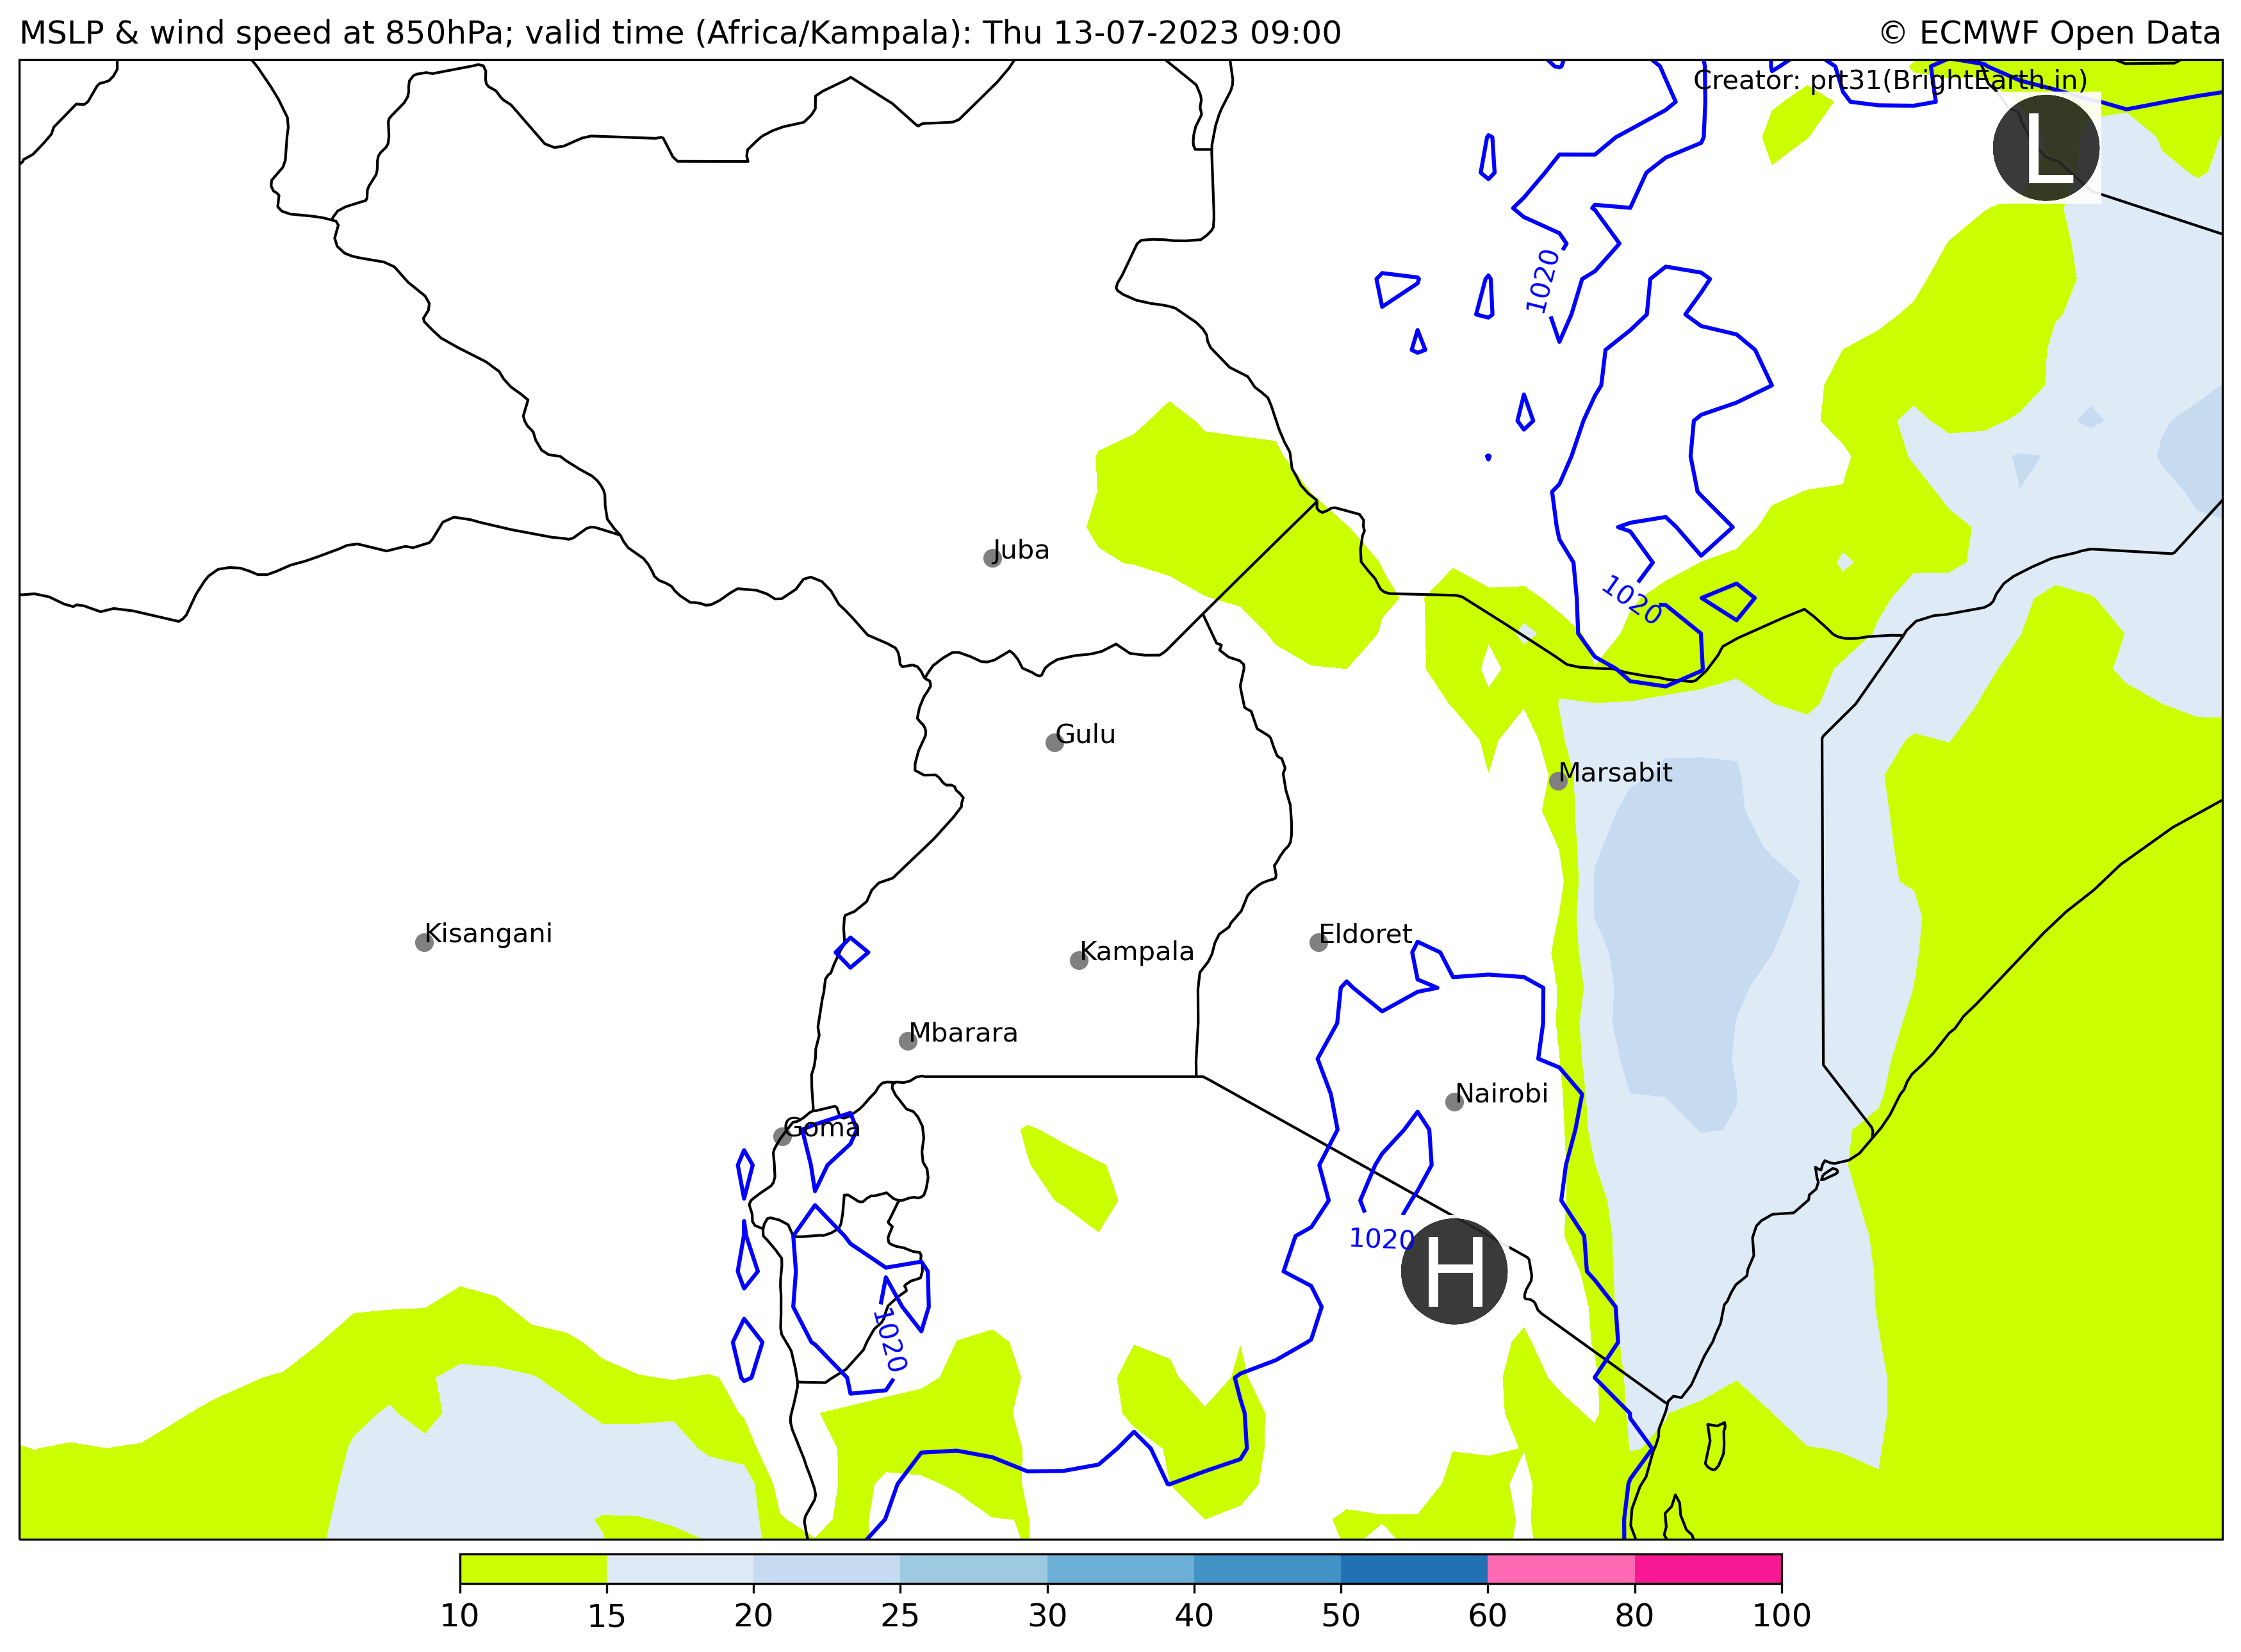 MSLP & wind speed at 850hPa; valid time (Africa/Kampala): Thu 13-07-2023 09:00
© ECMWF Open Data
Creator: prt31(BrightEarth.in)
L
1020
Juba
1020
Gulu
Marsabit
Kisangani
Eldoret
Kampala
Mbarara
Nairobi
Goma
1020
H
1020
10 15 20 25 30 40 50 60 80 100